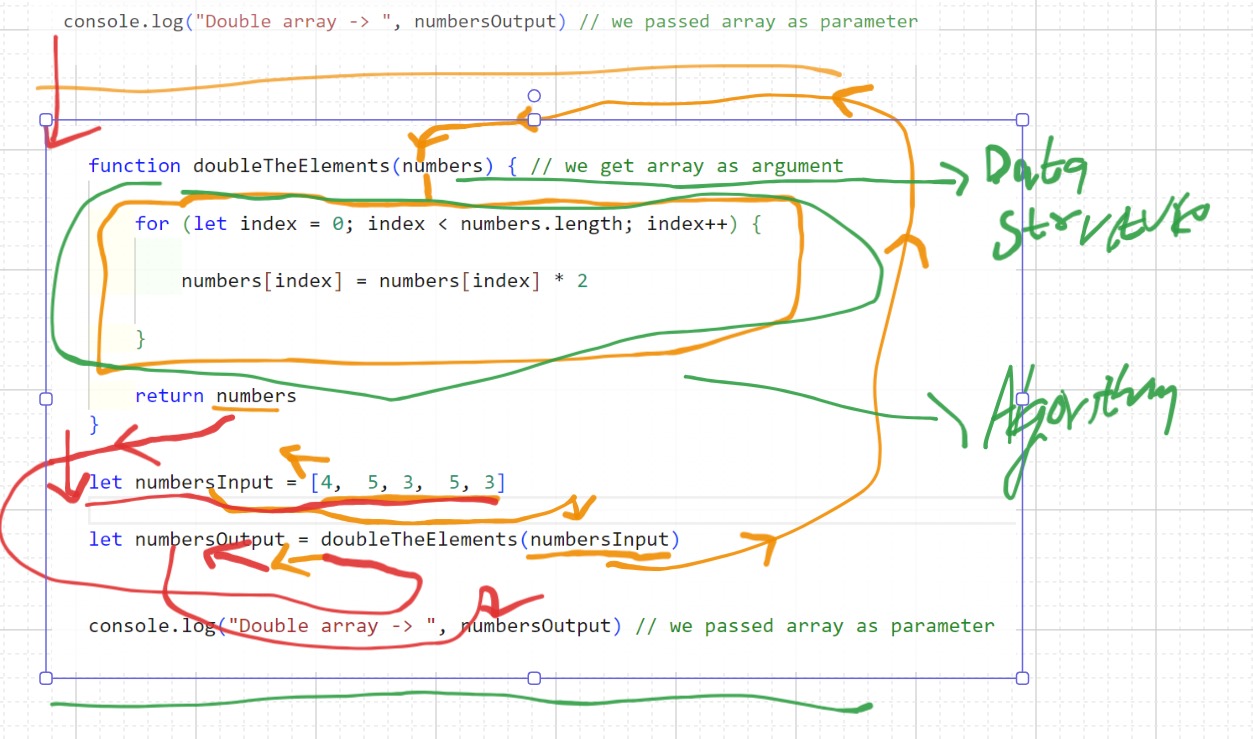 console.log("Double array -> ", numbersOutput) // we passed array as parameter
function doubleTheElements(numbers) { // we get array as argument
Data
for (let index = 0; index < numbers.length; index++) {
Structure
numbers[index] = numbers[index] * 2
}
return numbers
Algorithm
}
let numbersInput = [4, 5, 3, 5, 3]
let numbersOutput = doubleTheElements(numbersInput)
console.log("Double array -> ", numbersOutput) // we passed array as parameter